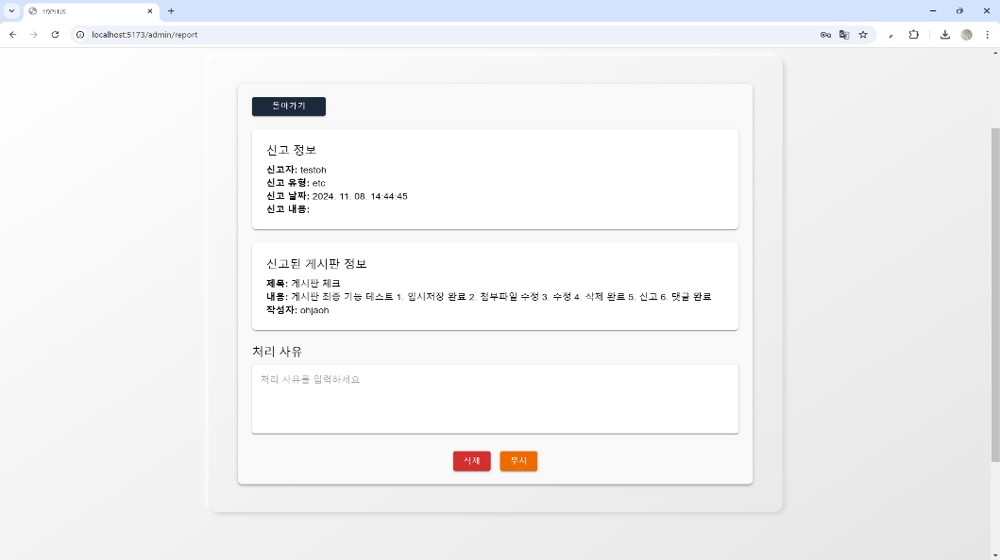 19PLUS
localhost:5173/admin/report
돌아가기
신고 정보
신고자: testoh
신고 유형: etc
신고 날짜: 2024. 11. 08. 14:44:45
신고 내용:
신고된 게시판 정보
제목: 게시판 체크
내용: 게시판 최종 기능 테스트 1. 임시저장 완료 2. 첨부파일 수정 3. 수정 4. 삭제 완료 5. 신고 6. 댓글 완료
작성자: ohjaoh
처리 사유
처리 사유를 입력하세요
삭제 무시